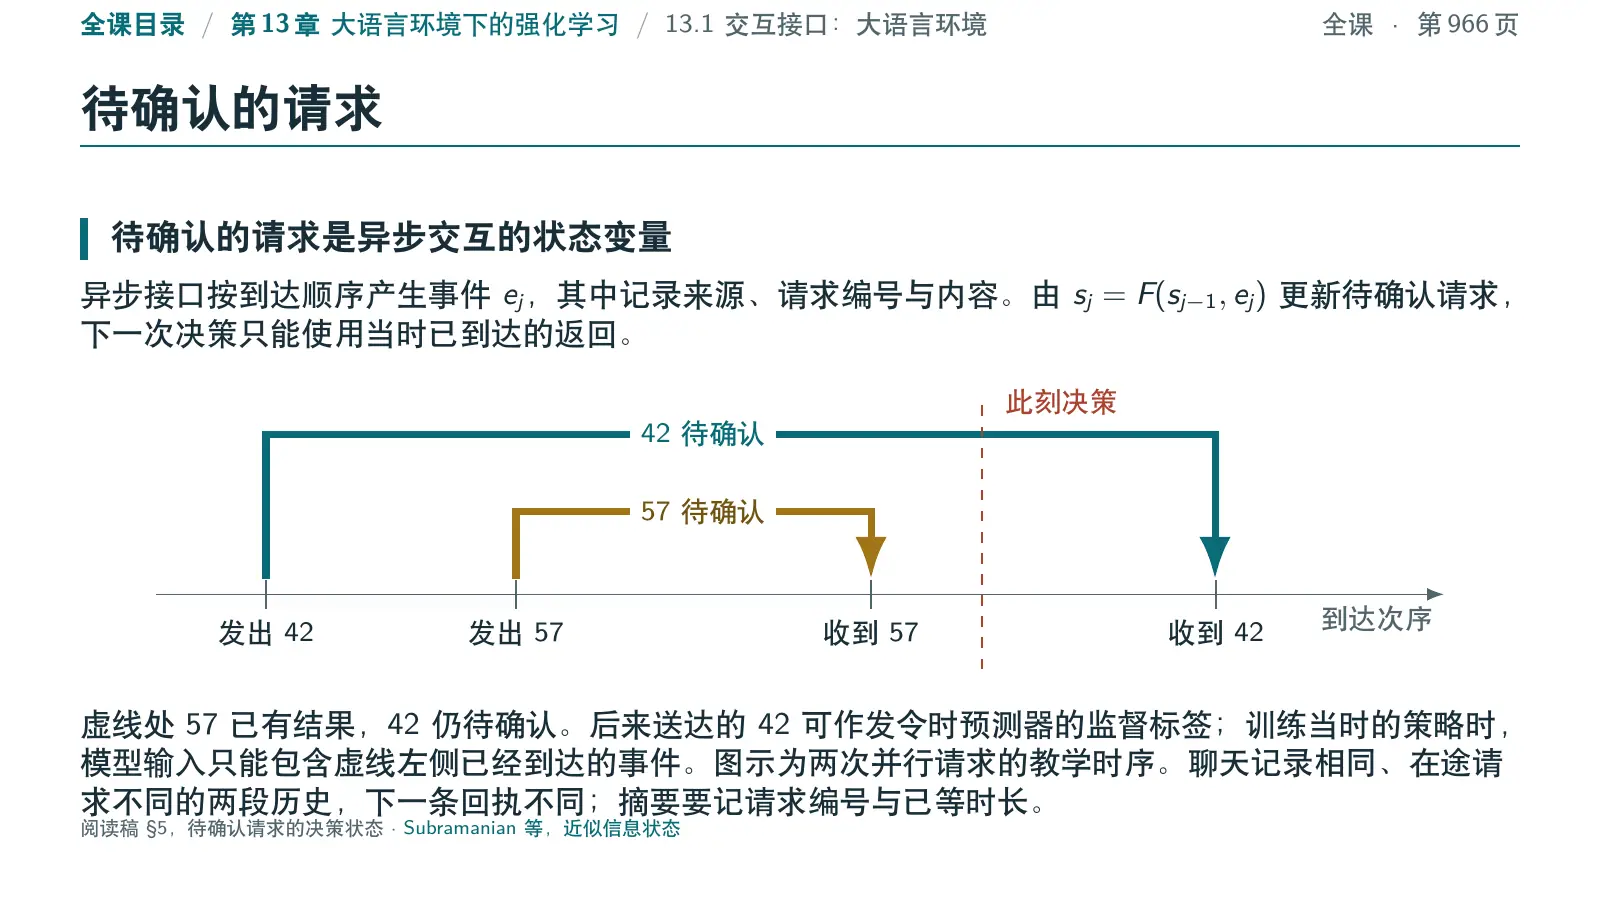 全课目录 / 第 13 章 大语言环境下的强化学习 / 13.1 交互接口：大语言环境 全课 · 第 966 页
待确认的请求
待确认的请求是异步交互的状态变量
异步接口按到达顺序产生事件 e_j，其中记录来源、请求编号与内容。由 s_j = F(s_{j−1}, e_j) 更新待确认请求，
下一次决策只能使用当时已到达的返回。
此刻决策
42 待确认
57 待确认
发出 42 发出 57 收到 57 收到 42 到达次序
虚线处 57 已有结果，42 仍待确认。后来送达的 42 可作发令时预测器的监督标签；训练当时的策略时，
模型输入只能包含虚线左侧已经到达的事件。图示为两次并行请求的教学时序。聊天记录相同、在途请
求不同的两段历史，下一条回执不同；摘要要记请求编号与已等时长。
阅读稿 §5，待确认请求的决策状态 · Subramanian 等，近似信息状态